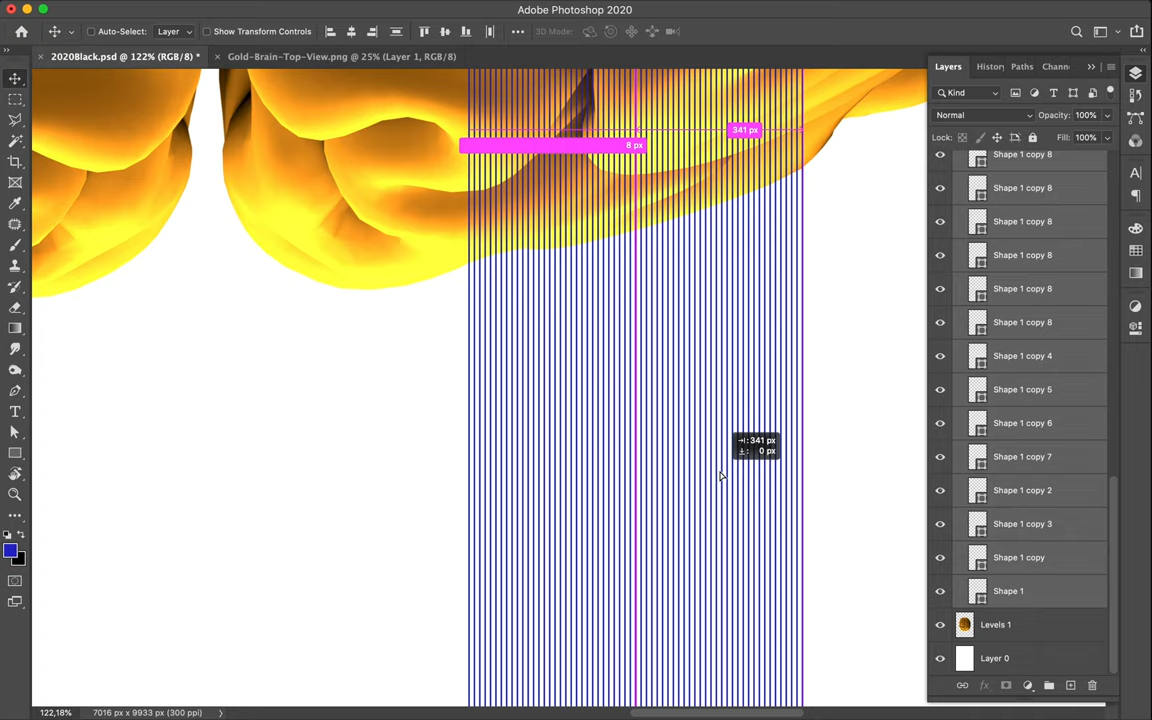 Adobe Photoshop 2020
Auto-Select: Layer Show Transform Controls 3D Mode:
2020Black.psd @ 122% (RGB/8) * Gold-Brain-Top-View.png @ 25% (Layer 1, RGB/8)
Layers Histor Paths Chann
Kind
Normal Opacity: 100%
Lock: Fill: 100%
341 px
8 px
Shape 1 copy 8
Shape 1 copy 8
Shape 1 copy 8
Shape 1 copy 8
Shape 1 copy 8
Shape 1 copy 8
Shape 1 copy 4
Shape 1 copy 5
Shape 1 copy 6
Shape 1 copy 7
Shape 1 copy 2
Shape 1 copy 3
Shape 1 copy
Shape 1
Levels 1
Layer 0
: 341 px
: 0 px
122,18% 7016 px x 9933 px (300 ppi)